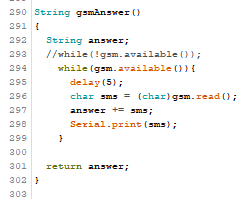 290 String gsmAnswer()
291 {
292 String answer;
293 //while(!gsm.available());
294 while(gsm.available()){
295 delay(5);
296 char sms = (char)gsm.read();
297 answer += sms;
298 Serial.print(sms);
299 }
300
301 return answer;
302 }
303